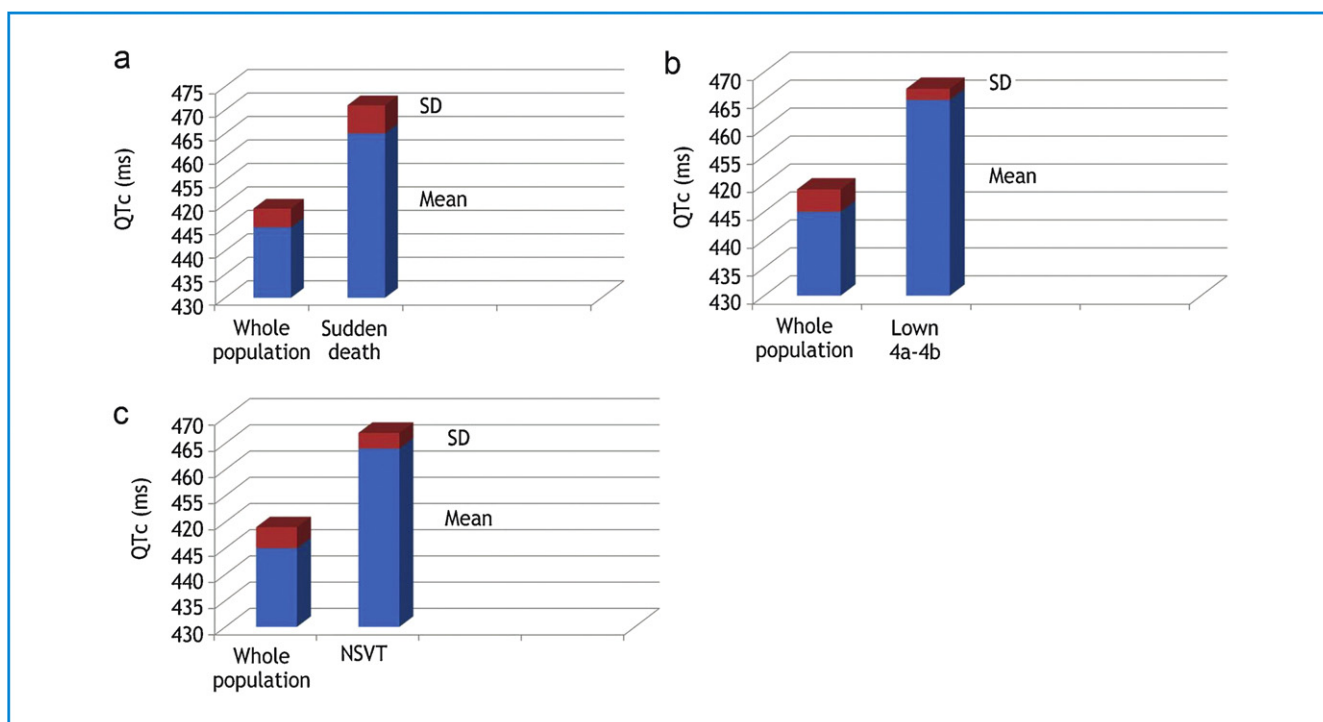 a
475
470
465
460
455
420
445
440
435
430
QTc (ms)
SD
Mean
Whole
population
Sudden
death
b
470
465
460
455
420
445
440
435
430
QTc (ms)
SD
Mean
Whole
population
Lown
4a-4b
c
470
465
460
455
420
445
440
435
430
QTc (ms)
SD
Mean
Whole
population
NSVT